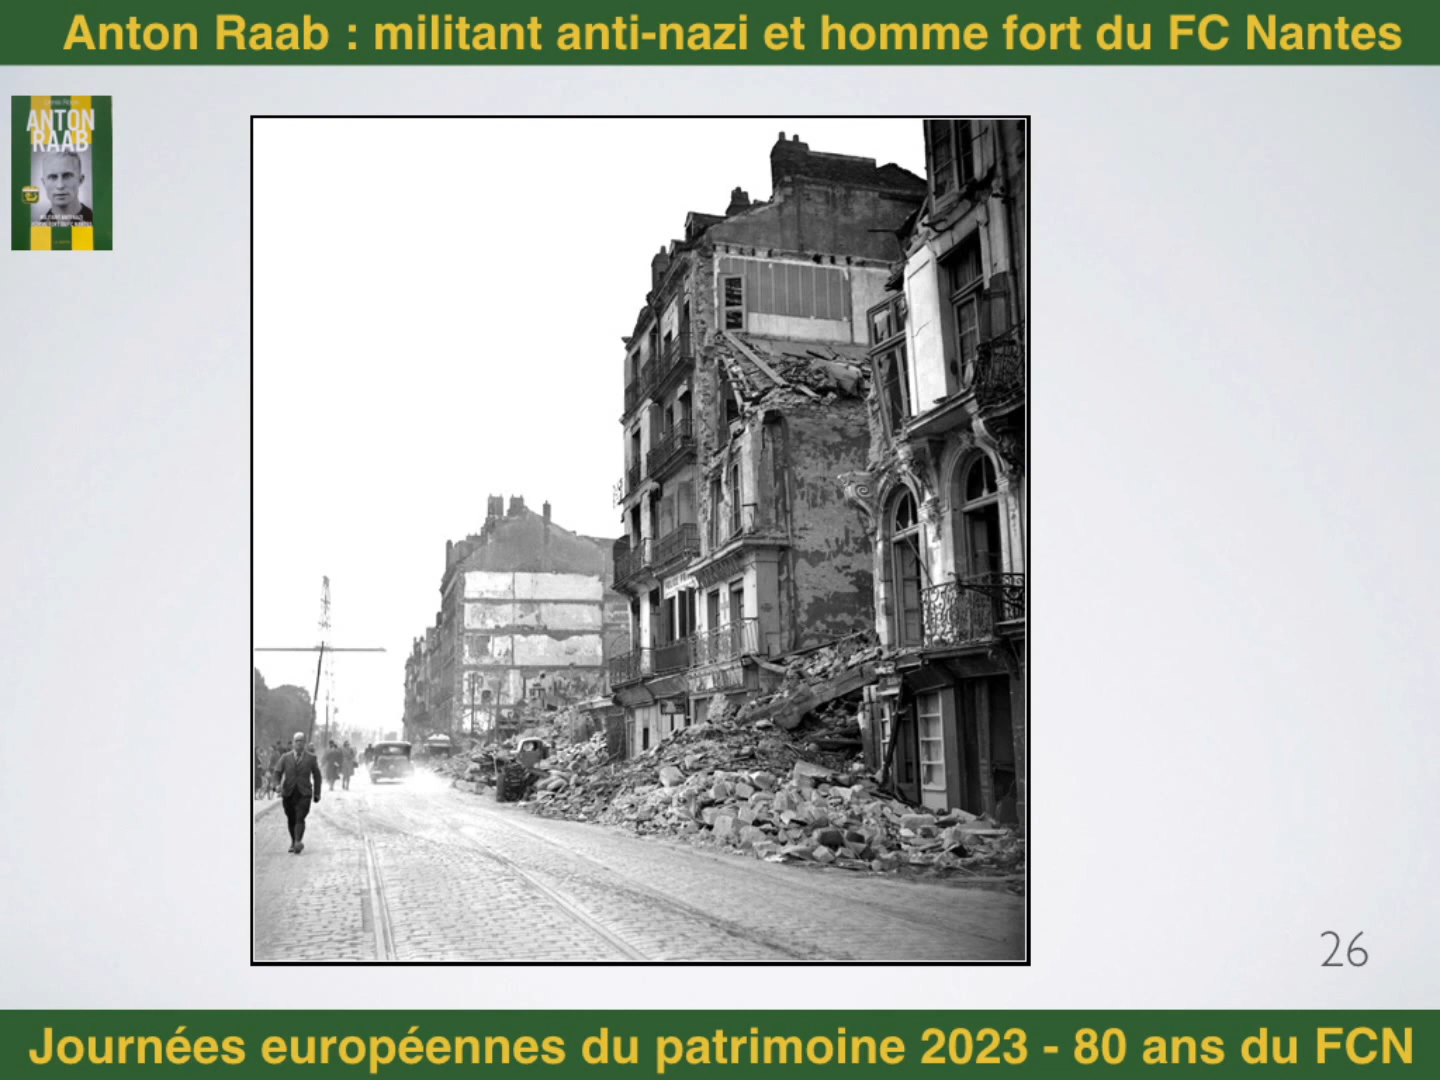 Anton Raab : militant anti-nazi et homme fort du FC Nantes
ANTON
RAAB
26
Journées européennes du patrimoine 2023 - 80 ans du FCN